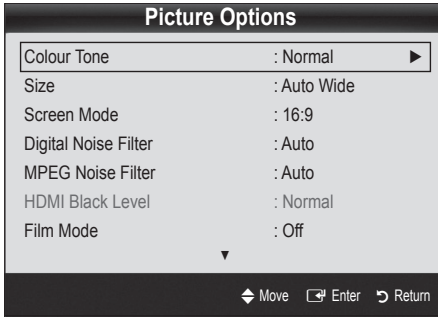 Picture Options
Colour Tone : Normal ►
Size : Auto Wide
Screen Mode : 16:9
Digital Noise Filter : Auto
MPEG Noise Filter : Auto
HDMI Black Level : Normal
Film Mode : Off
▼
Move Enter Return